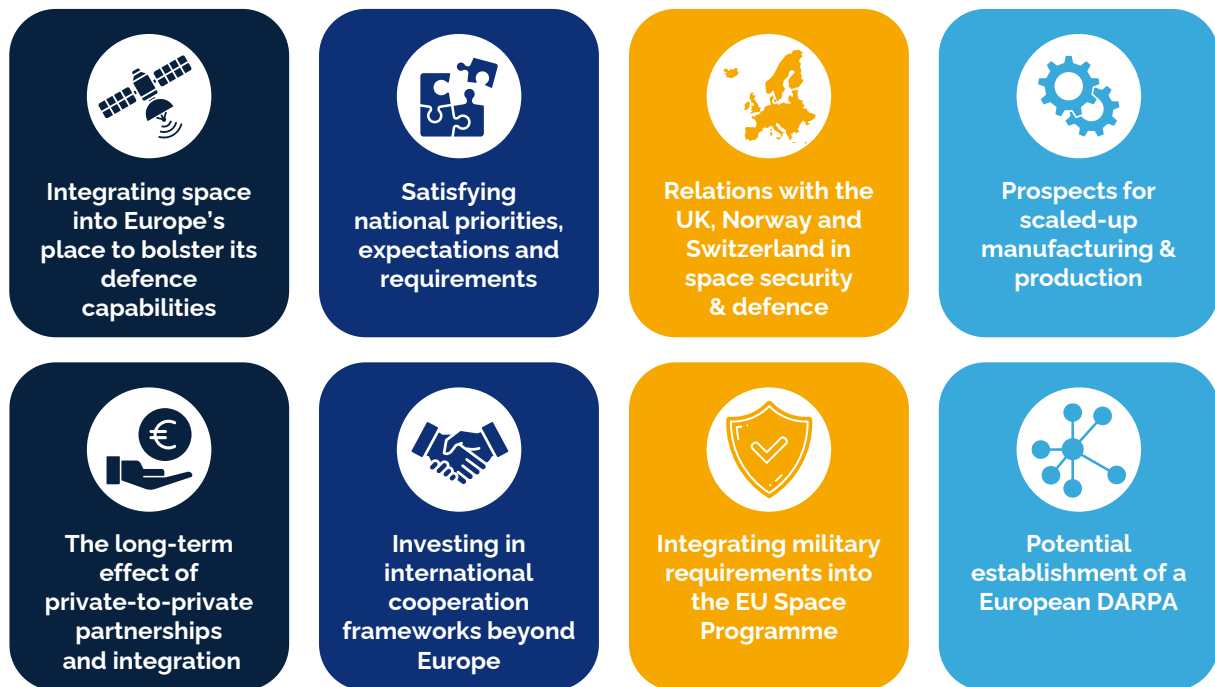 Integrating space
into Europe's
place to bolster its
defence
capabilities
Satisfying
national priorities,
expectations and
requirements
Relations with the
UK, Norway and
Switzerland in
space security
& defence
Prospects for
scaled-up
manufacturing &
production
€
The long-term
effect of
private-to-private
partnerships
and integration
Investing in
international
cooperation
frameworks beyond
Europe
Integrating military
requirements into
the EU Space
Programme
Potential
establishment of a
European DARPA